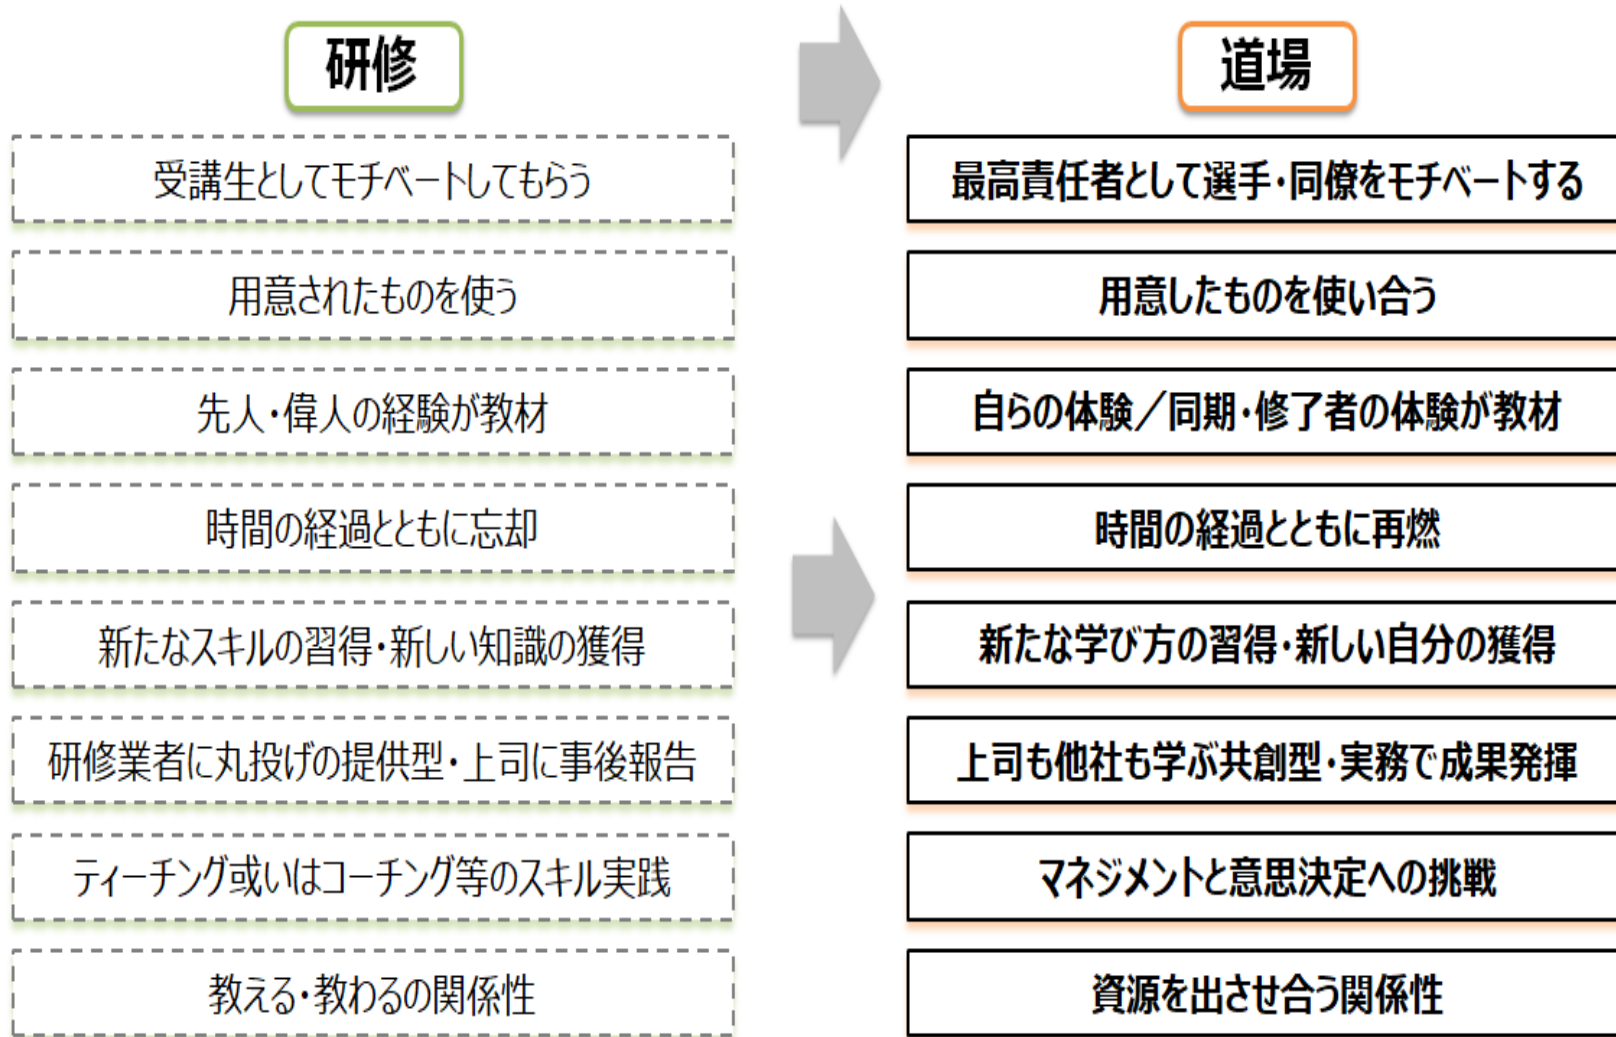 研修
道場
受講生としてモチベートしてもらう
最高責任者として選手・同僚をモチベートする
用意されたものを使う
用意したものを使い合う
先人・偉人の経験が教材
自らの体験／同期・修了者の体験が教材
時間の経過とともに忘却
時間の経過とともに再燃
新たなスキルの習得・新しい知識の獲得
新たな学び方の習得・新しい自分の獲得
研修業者に丸投げの提供型・上司に事後報告
上司も他社も学ぶ共創型・実務で成果発揮
ティーチング或いはコーチング等のスキル実践
マネジメントと意思決定への挑戦
教える・教わるの関係性
資源を出させ合う関係性